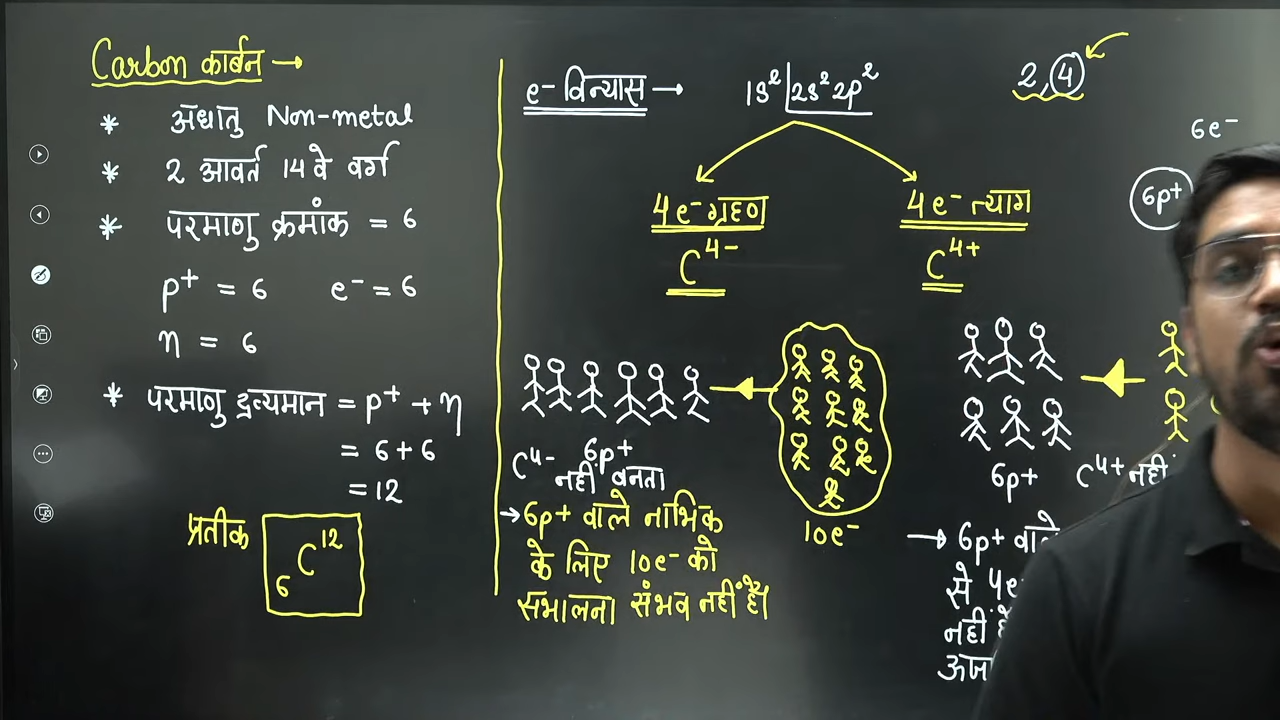 Carbon कार्बन →
* अधातु Non-metal
* 2 आवर्त 14 वे वर्ग
* परमाणु क्रमांक = 6
p+ = 6 e- = 6
n = 6
* परमाणु द्रव्यमान = p+ + n
= 6+6
= 12
प्रतीक 6C12
e- विन्यास → 1s2 2s2 2p2
2,4
4e- ग्रहण
C4-
4e- त्याग
C4+
6e-
6p+
6p+
C4- नहीं बनता
10e-
→ 6p+ वाले नाभिक
के लिए 10e- को
सभालना संभव नहीं है।
6p+ C4+ नहीं
→ 6p+
से 4e
नहीं